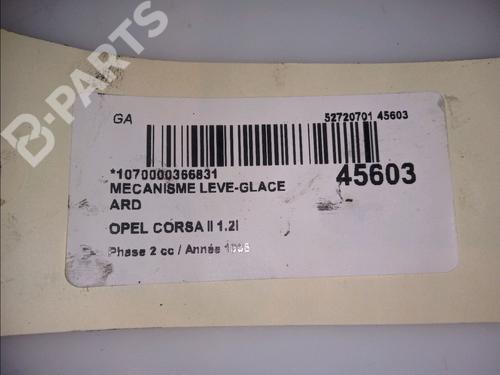 B-PARTS
GA
52720701 45603
*1070000366831
45603
MECANISME LEVE-GLACE
ARD
OPEL CORSA II 1.2I
Phase 2 cc / Année